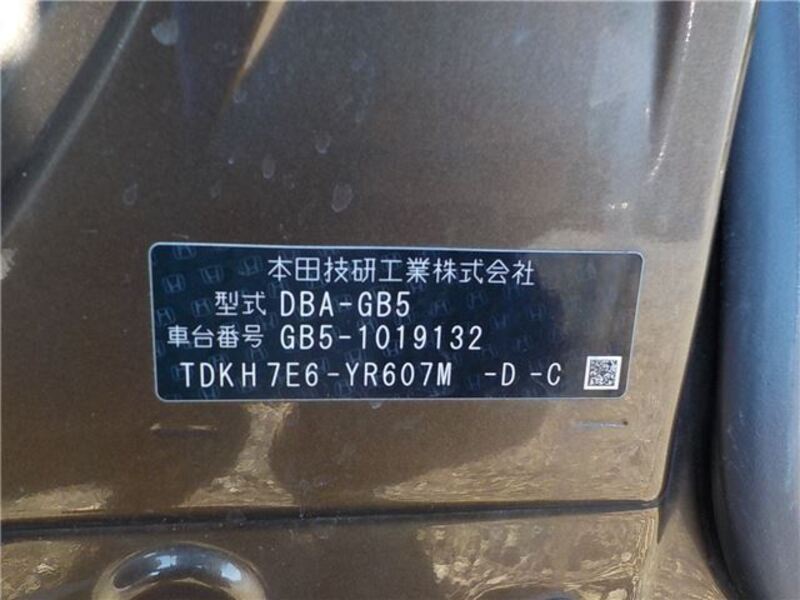 本田技研工業株式会社
型式 DBA-GB5
車台番号 GB5-1019132
TDKH7E6-YR607M -D -C